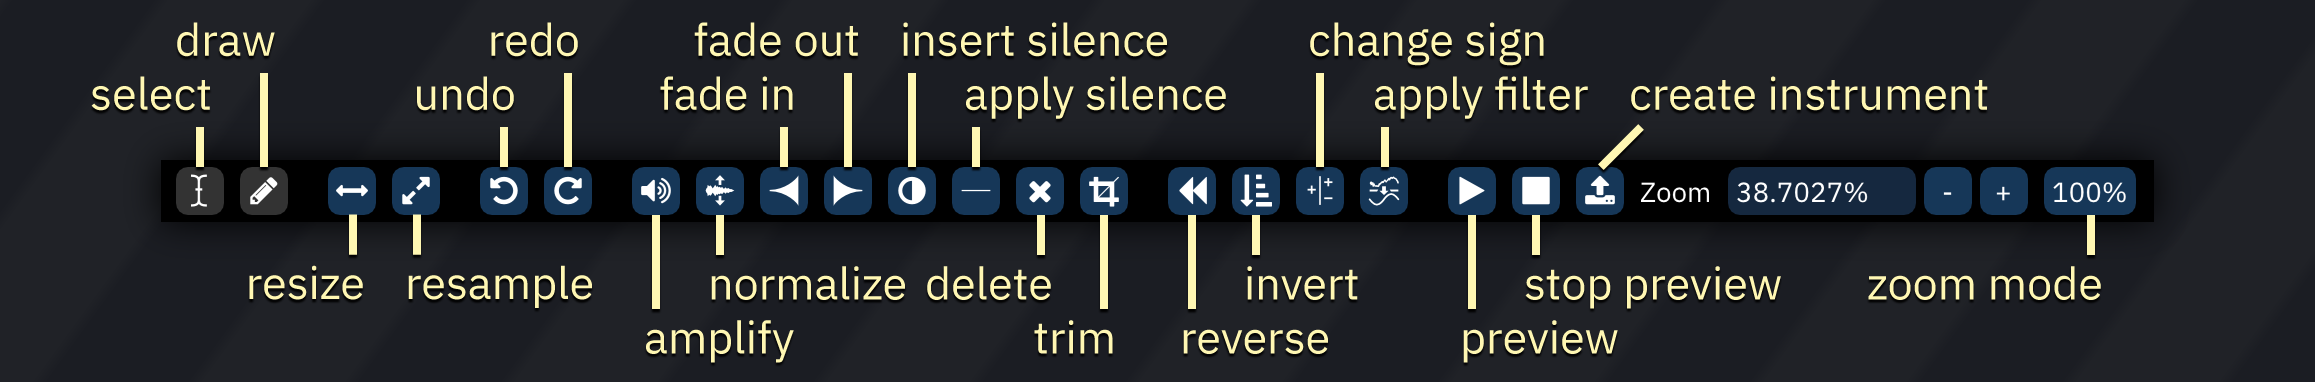 draw redo fade out insert silence change sign
select undo fade in apply silence apply filter create instrument
Zoom 38.7027% - + 100%
resize resample normalize delete invert stop preview zoom mode
amplify trim reverse preview